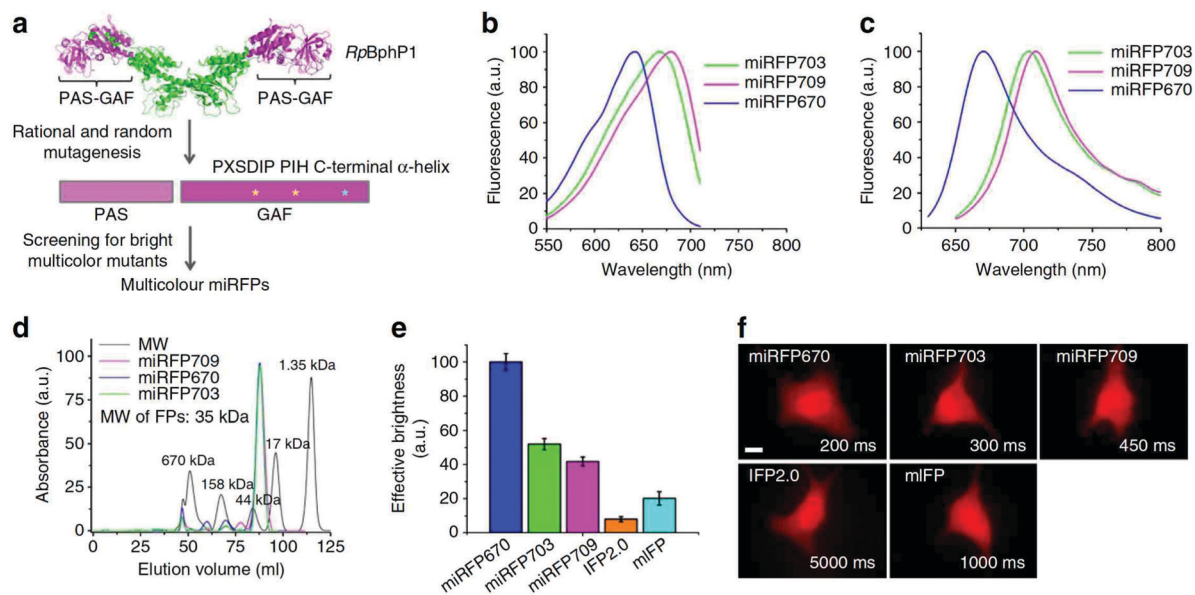 a
RpBphP1
PAS-GAF
PAS-GAF
Rational and random
mutagenesis
PXSDIP PIH C-terminal α-helix
* * *
PAS
GAF
Screening for bright
multicolor mutants
Multicolour miRFPs
b
Fluorescence (a.u.)
100
80
60
40
20
0
miRFP703
miRFP709
miRFP670
550 600 650 700 750 800
Wavelength (nm)
c
Fluorescence (a.u.)
100
80
60
40
20
0
miRFP703
miRFP709
miRFP670
650 700 750 800
Wavelength (nm)
d
Absorbance (a.u.)
100
75
50
25
0
MW
miRFP709
miRFP670
miRFP703
MW of FPs: 35 kDa
1.35 kDa
17 kDa
670 kDa
158 kDa
44 kDa
0 25 50 75 100 125
Elution volume (ml)
e
Effective brightness
(a.u.)
100
80
60
40
20
0
miRFP670
miRFP703
miRFP709
IFP2.0
mIFP
f
miRFP670
200 ms
miRFP703
300 ms
miRFP709
450 ms
IFP2.0
5000 ms
mIFP
1000 ms